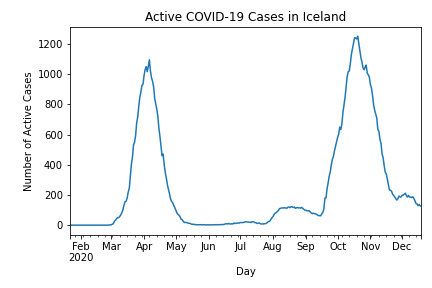 Active COVID-19 Cases in Iceland
Number of Active Cases
1200
1000
800
600
400
200
0
Feb Mar Apr May Jun Jul Aug Sep Oct Nov Dec
2020
Day